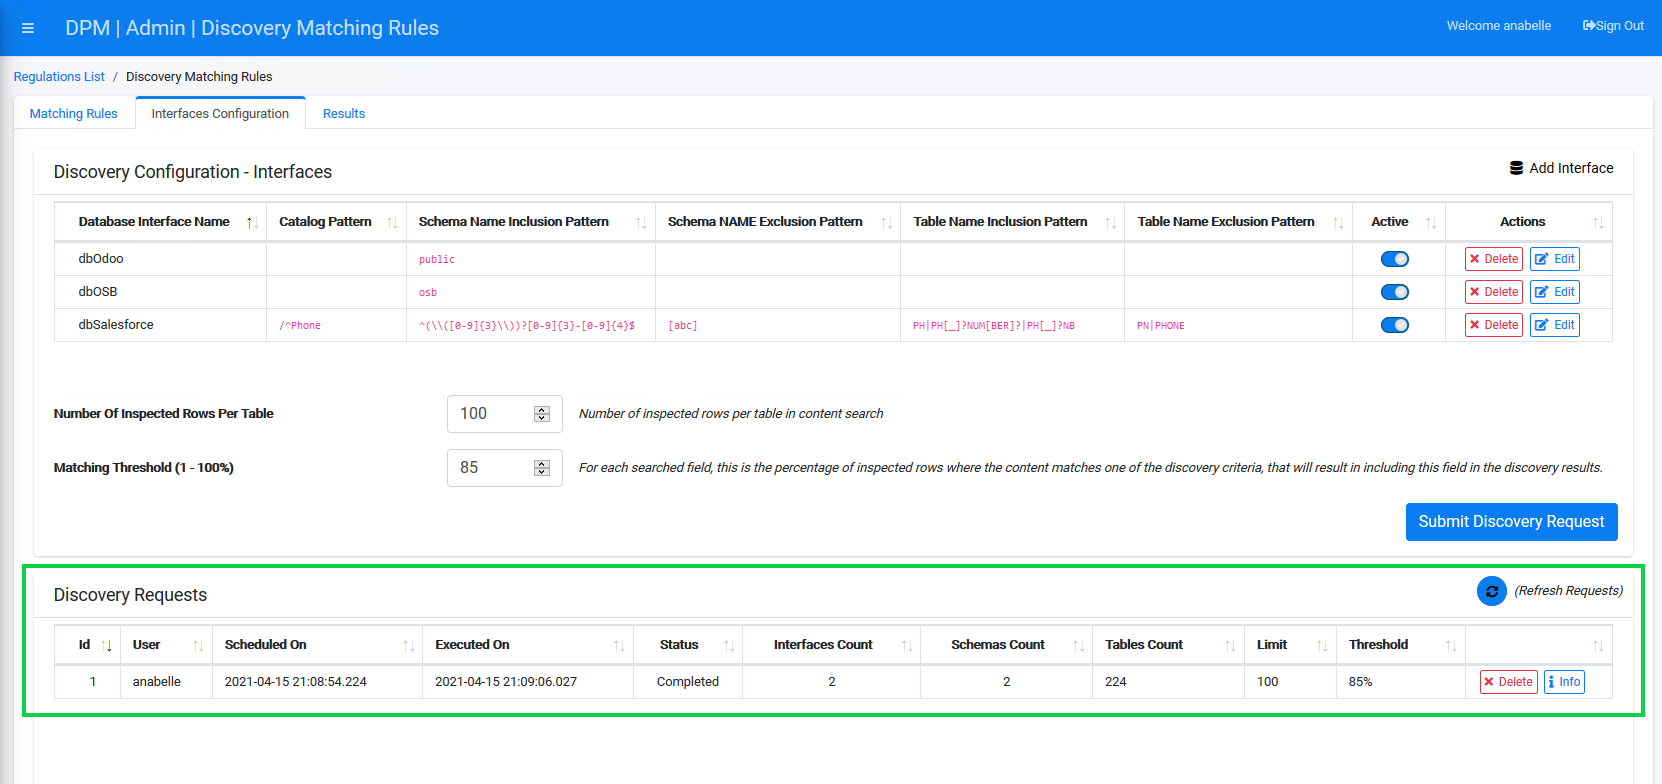 DPM | Admin | Discovery Matching Rules
Welcome anabelle
Sign Out
Regulations List / Discovery Matching Rules
Matching Rules
Interfaces Configuration
Results
Discovery Configuration - Interfaces
Add Interface
Database Interface Name Catalog Pattern Schema Name Inclusion Pattern Schema NAME Exclusion Pattern Table Name Inclusion Pattern Table Name Exclusion Pattern Active Actions
dbOdoo public Delete Edit
dbOSB osb Delete Edit
dbSalesforce /^Phone ^(\\([0-9]{3}\\))?[0-9]{3}-[0-9]{4}$ [abc] PH|PH[_]?NUM[BER]?|PH[_]?NB PN|PHONE Delete Edit
Number Of Inspected Rows Per Table 100 Number of inspected rows per table in content search
Matching Threshold (1 - 100%) 85 For each searched field, this is the percentage of inspected rows where the content matches one of the discovery criteria, that will result in including this field in the discovery results.
Submit Discovery Request
Discovery Requests
(Refresh Requests)
Id User Scheduled On Executed On Status Interfaces Count Schemas Count Tables Count Limit Threshold
1 anabelle 2021-04-15 21:08:54.224 2021-04-15 21:09:06.027 Completed 2 2 224 100 85% Delete Info